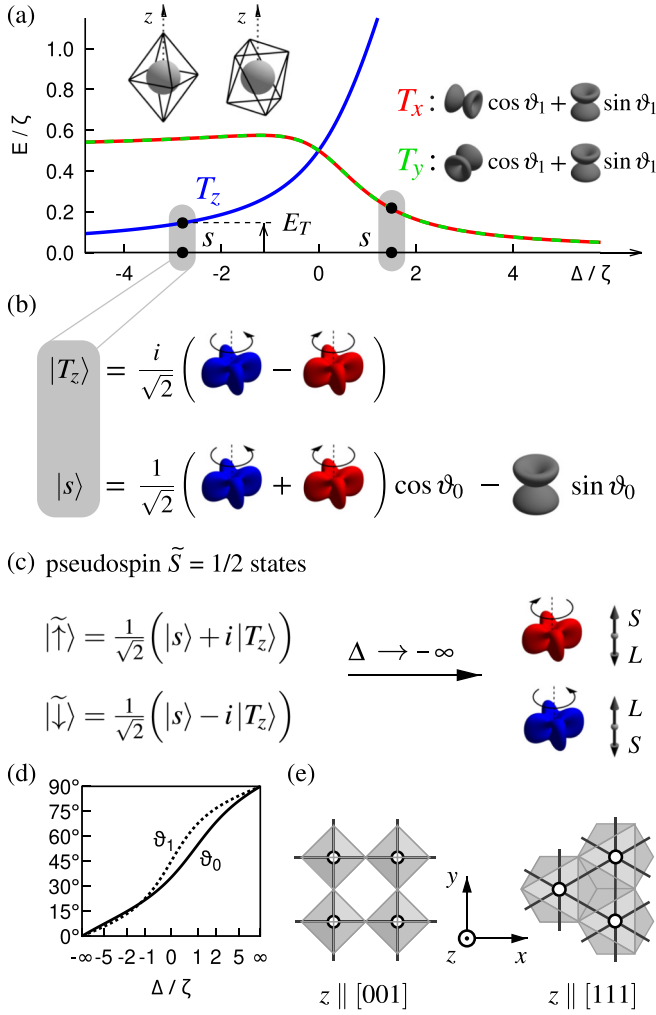 (a)
z
z
1.0
0.8
0.6
0.4
0.2
0.0
E / ζ
T_x : cos ϑ_1 + sin ϑ_1
T_y : cos ϑ_1 + sin ϑ_1
T_z
s
E_T
s
-4 -2 0 2 4 Δ / ζ
(b)
|T_z⟩ = i/√2 ( − )
|s⟩ = 1/√2 ( + ) cos ϑ_0 − sin ϑ_0
(c) pseudospin S̃ = 1/2 states
|↑̃⟩ = 1/√2 (|s⟩ + i|T_z⟩)
Δ → -∞
S
L
|↓̃⟩ = 1/√2 (|s⟩ − i|T_z⟩)
L
S
(d)
90°
75°
60°
45°
30°
15°
0°
ϑ_1
ϑ_0
-∞ -5 -2 -1 0 1 2 5 ∞
Δ / ζ
(e)
y
z
x
z || [001]
z || [111]